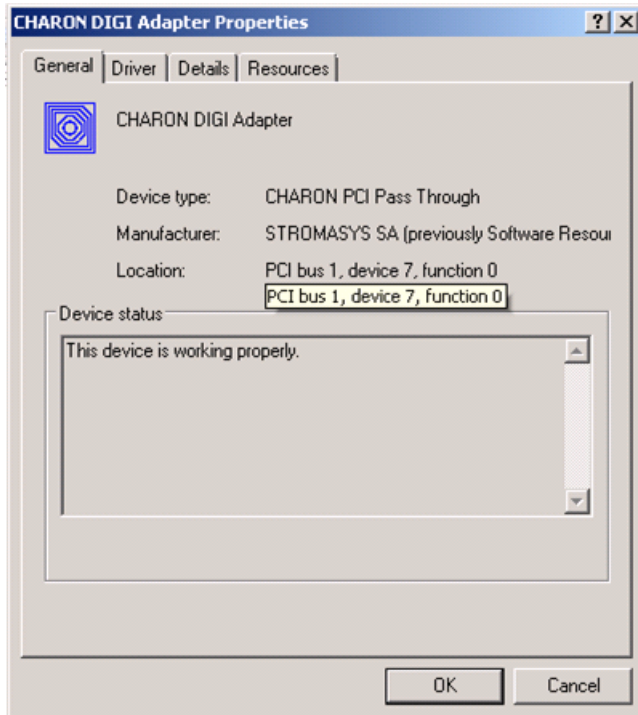 CHARON DIGI Adapter Properties
General Driver Details Resources
CHARON DIGI Adapter
Device type: CHARON PCI Pass Through
Manufacturer: STROMASYS SA (previously Software Resour
Location: PCI bus 1, device 7, function 0
PCI bus 1, device 7, function 0
Device status
This device is working properly.
OK Cancel